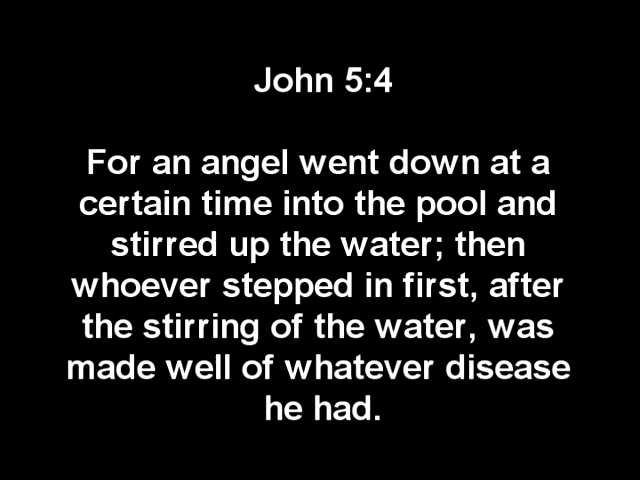 John 5:4
For an angel went down at a
certain time into the pool and
stirred up the water; then
whoever stepped in first, after
the stirring of the water, was
made well of whatever disease
he had.